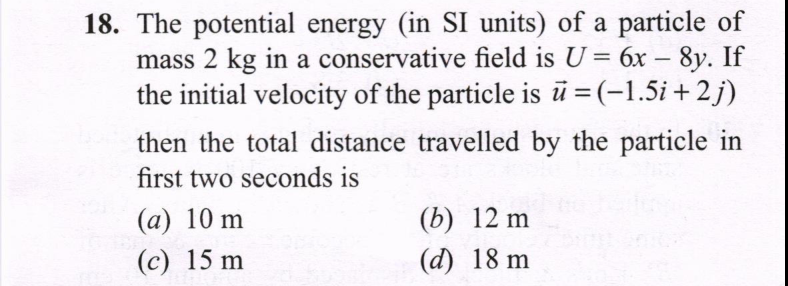 18. The potential energy (in SI units) of a particle of
mass 2 kg in a conservative field is U = 6x – 8y. If
the initial velocity of the particle is u⃗ = (–1.5i + 2j)
then the total distance travelled by the particle in
first two seconds is
(a) 10 m (b) 12 m
(c) 15 m (d) 18 m